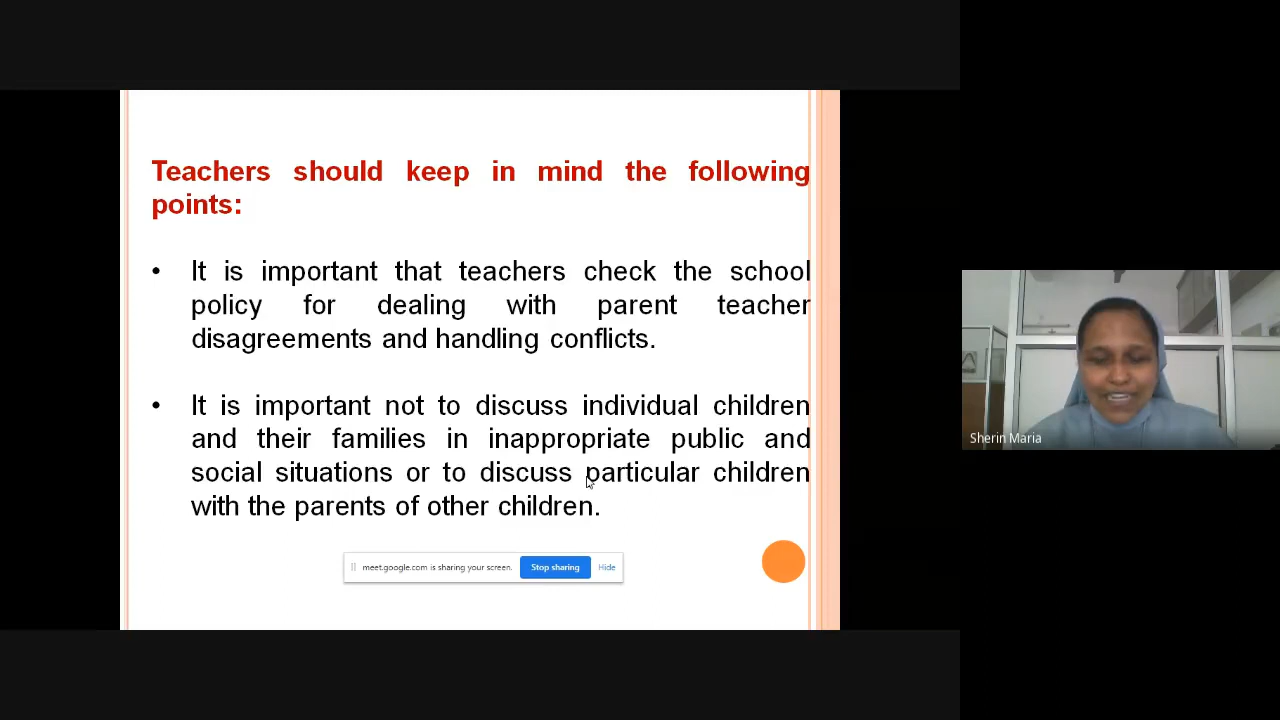 Teachers should keep in mind the following
points:
• It is important that teachers check the school
policy for dealing with parent teacher
disagreements and handling conflicts.
• It is important not to discuss individual children
and their families in inappropriate public and
social situations or to discuss particular children
with the parents of other children.
meet.google.com is sharing your screen. Stop sharing Hide
Sherin Maria